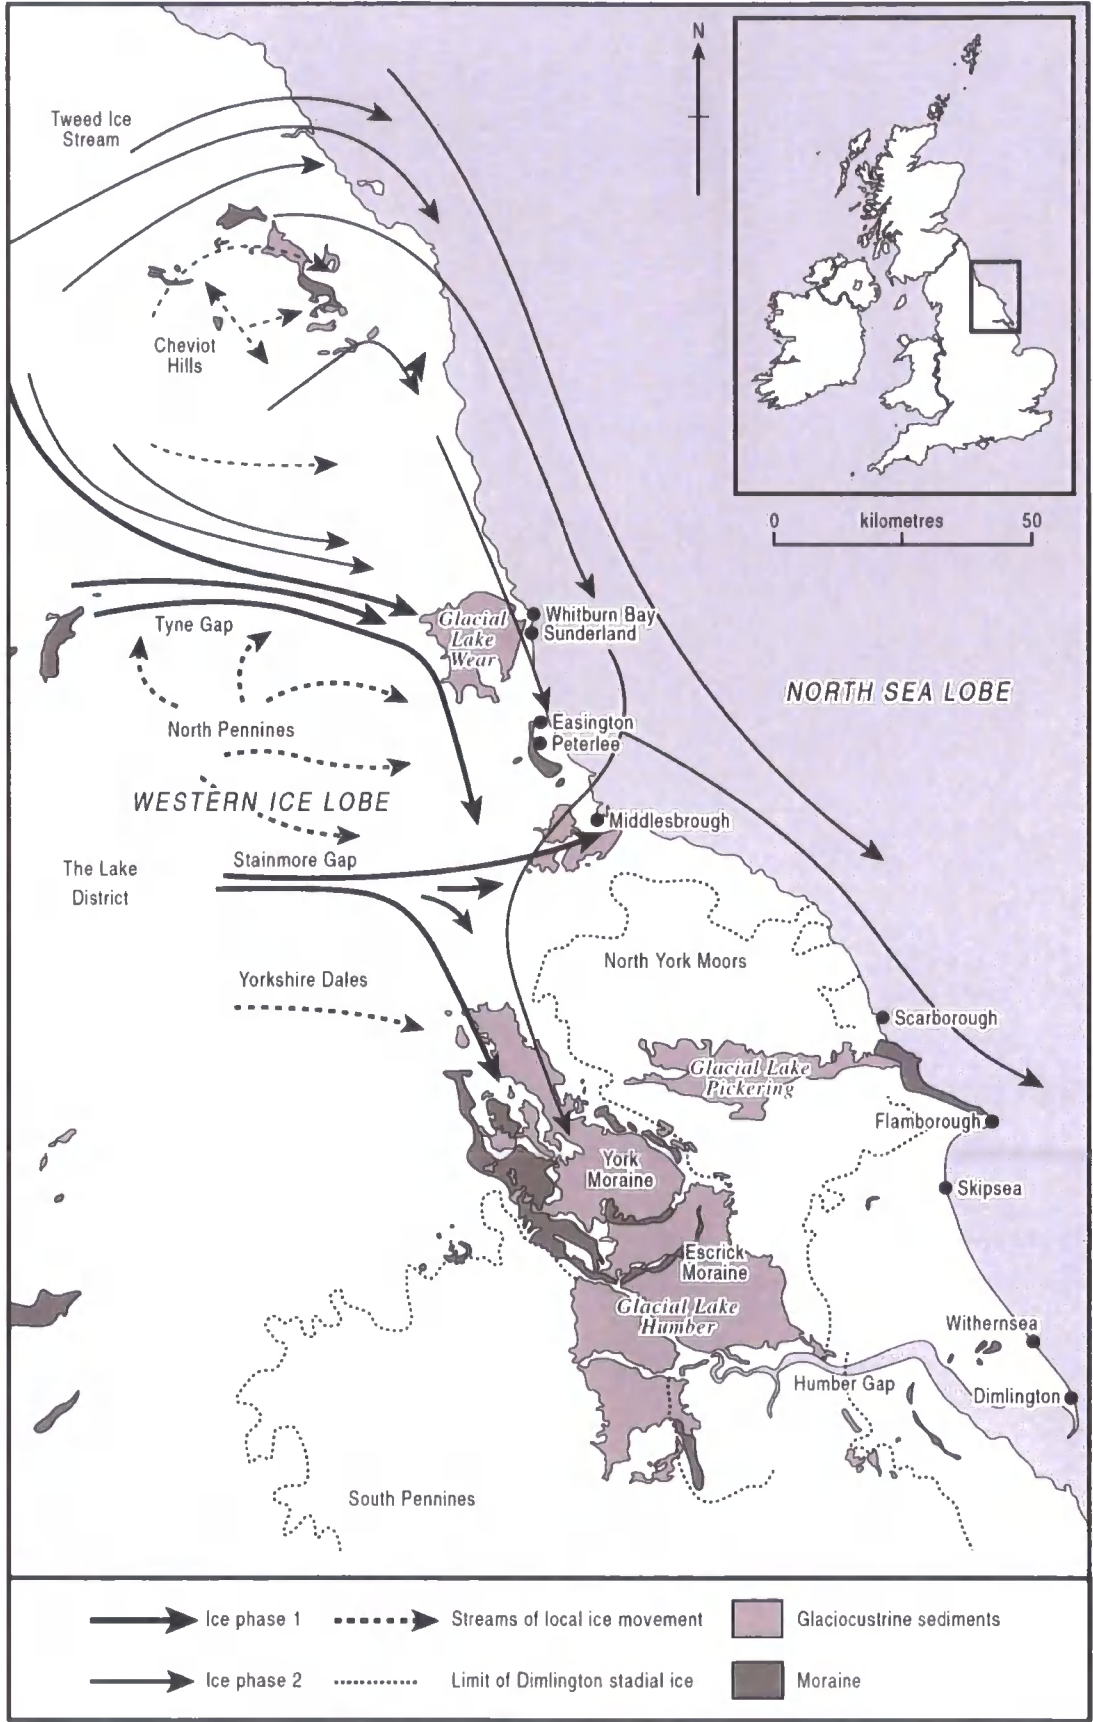 N
Tweed Ice
Stream
Cheviot
Hills
0 kilometres 50
Tyne Gap
Glacial
Lake
Wear
Whitburn Bay
Sunderland
NORTH SEA LOBE
North Pennines
Easington
Peterlee
WESTERN ICE LOBE
Middlesbrough
Stainmore Gap
The Lake
District
North York Moors
Yorkshire Dales
Scarborough
Glacial Lake
Pickering
Flamborough
York
Moraine
Skipsea
Escrick
Moraine
Glacial Lake
Humber
Withernsea
Humber Gap
Dimlington
South Pennines
Ice phase 1
Streams of local ice movement
Glaciocustrine sediments
Ice phase 2
Limit of Dimlington stadial ice
Moraine